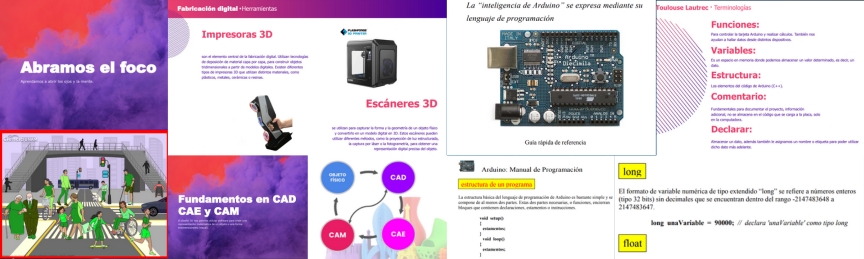 Abramos el foco
Fabricación digital • Herramientas
Impresoras 3D
son el elemento central de la fabricación digital. Utilizan tecnologías
de deposición de material capa por capa, para construir objetos
tridimensionales a partir de modelos digitales. Existen diferentes
tipos de impresoras 3D que utilizan distintos materiales, como
plásticos, metales, cerámicas o resinas.
FLASHFORGE
3D PRINTER
Escáneres 3D
se utilizan para capturar la forma y la geometría de un objeto físico
y convertirla en un modelo digital en 3D. Estos escáneres pueden
utilizar diferentes métodos, como la proyección de luz estructurada,
la captura por láser o la fotogrametría, para obtener una
representación digital precisa del objeto.
Fundamentos en CAD
CAE y CAM
OBJETO
FÍSICO
CAD
CAM
CAE
La “inteligencia de Arduino” se expresa mediante su
lenguaje de programación
MADE IN
ITALY
Arduino
Guía rápida de referencia
Arduino: Manual de Programación
estructura de un programa
La estructura básica del lenguaje de programación de Arduino es bastante simple y se
compone de al menos dos partes. Estas dos partes necesarias, o funciones, encierran
bloques que contienen declaraciones, estamentos o instrucciones.
void setup()
{
estamentos;
}
void loop()
{
estamentos;
}
Toulouse Lautrec • Terminologías
Funciones:
Para controlar la tarjeta Arduino y realizar cálculos. También nos
ayudan a hallar datos desde distintos dispositivos.
Variables:
Es un espacio en memoria donde podemos almacenar un valor determinado, es decir, un
dato.
Estructura:
Los elementos del código de Arduino (C++).
Comentario:
Fundamentales para documentar el proyecto, información
adicional, no se almacena en el código que se carga a la placa, solo
en la computadora.
Declarar:
Almacenar un dato, además también le asignamos un nombre o etiqueta para poder utilizar
dicho dato más adelante.
long
El formato de variable numérica de tipo extendido “long” se refiere a números enteros
(tipo 32 bits) sin decimales que se encuentran dentro del rango -2147483648 a
2147483647.
long unaVariable = 90000; // declara 'unaVariable' como tipo long
float